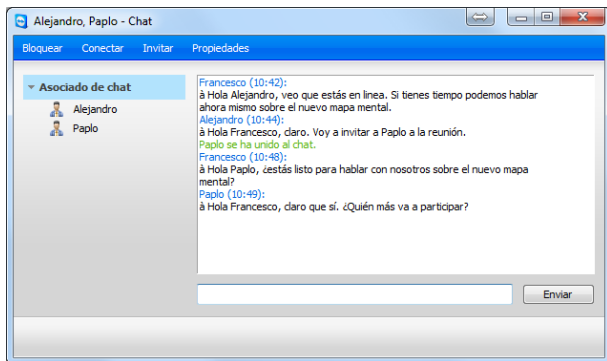 Alejandro, Paplo - Chat
Bloquear Conectar Invitar Propiedades
Asociado de chat
Alejandro
Paplo
Francesco (10:42):
à Hola Alejandro, veo que estás en linea. Si tienes tiempo podemos hablar
ahora mismo sobre el nuevo mapa mental.
Alejandro (10:44):
à Hola Francesco, claro. Voy a invitar a Paplo a la reunión.
Paplo se ha unido al chat.
Francesco (10:48):
à Hola Paplo, ¿estás listo para hablar con nosotros sobre el nuevo mapa
mental?
Paplo (10:49):
à Hola Francesco, claro que sí. ¿Quién más va a participar?
Enviar